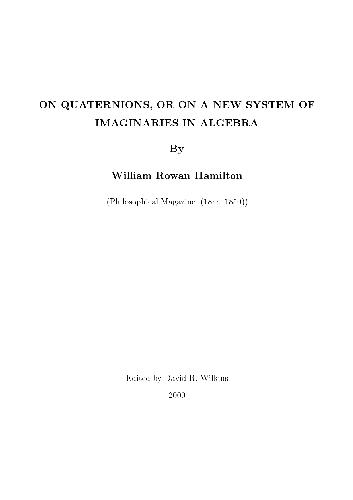 ON QUATERNIONS, OR ON A NEW SYSTEM OF
IMAGINARIES IN ALGEBRA
By
William Rowan Hamilton
(Philosophical Magazine, (1844–1850))
Edited by David R. Wilkins
2000